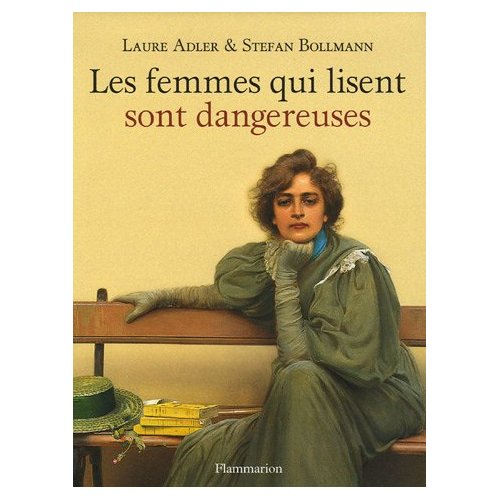 Laure Adler & Stefan Bollmann
Les femmes qui lisent
sont dangereuses
Flammarion